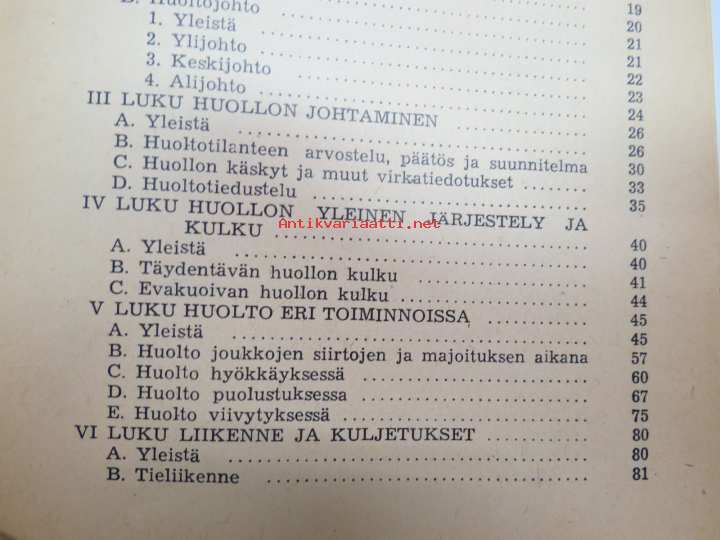 19
20
B. Huoltojohto 21
1. Yleistä 21
2. Ylijohto 22
3. Keskijohto 23
4. Alijohto 24
III LUKU HUOLLON JOHTAMINEN 26
A. Yleistä 26
B. Huoltotilanteen arvostelu, päätös ja suunnitelma 30
C. Huollon käskyt ja muut virkatiedotukset 33
D. Huoltotiedustelu 35
IV LUKU HUOLLON YLEINEN JÄRJESTELY JA
Antikvariaatti.net
KULKU 40
A. Yleistä 40
B. Täydentävän huollon kulku 41
C. Evakuoivan huollon kulku 44
V LUKU HUOLTO ERI TOIMINNOISSA 45
A. Yleistä 45
B. Huolto joukkojen siirtojen ja majoituksen aikana 57
C. Huolto hyökkäyksessä 60
D. Huolto puolustuksessa 67
E. Huolto viivytyksessä 75
VI LUKU LIIKENNE JA KULJETUKSET 80
A. Yleistä 80
B. Tieliikenne 81